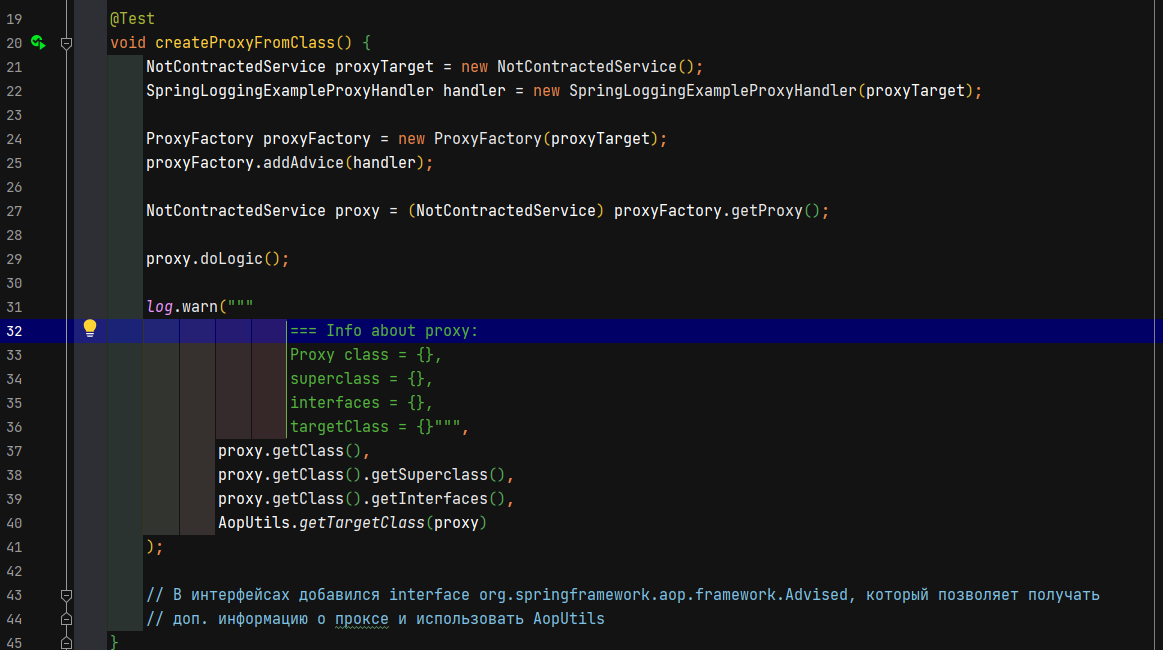 19 @Test
20 void createProxyFromClass() {
21 NotContractedService proxyTarget = new NotContractedService();
22 SpringLoggingExampleProxyHandler handler = new SpringLoggingExampleProxyHandler(proxyTarget);
23
24 ProxyFactory proxyFactory = new ProxyFactory(proxyTarget);
25 proxyFactory.addAdvice(handler);
26
27 NotContractedService proxy = (NotContractedService) proxyFactory.getProxy();
28
29 proxy.doLogic();
30
31 log.warn("""
32 === Info about proxy:
33 Proxy class = {},
34 superclass = {},
35 interfaces = {},
36 targetClass = {}""",
37 proxy.getClass(),
38 proxy.getClass().getSuperclass(),
39 proxy.getClass().getInterfaces(),
40 AopUtils.getTargetClass(proxy)
41 );
42
43 // В интерфейсах добавился interface org.springframework.aop.framework.Advised, который позволяет получать
44 // доп. информацию о проксе и использовать AopUtils
45 }